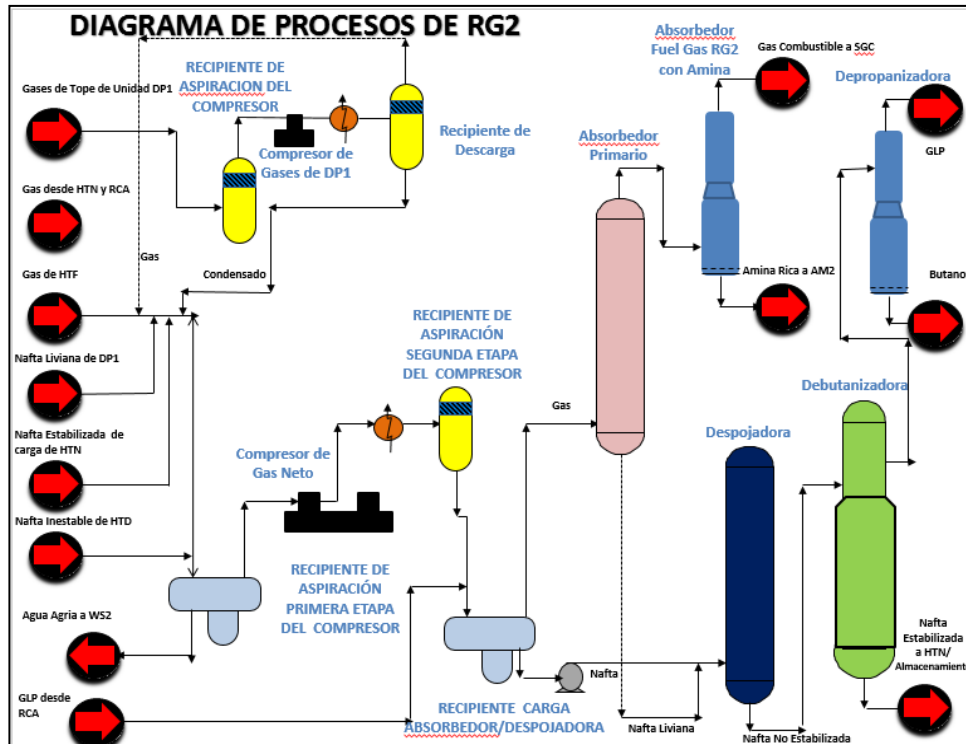 DIAGRAMA DE PROCESOS DE RG2
Gases de Tope de Unidad DP1
RECIPIENTE DE
ASPIRACION DEL
COMPRESOR
Compresor de
Gases de DP1
Recipiente de
Descarga
Absorbedor
Fuel Gas RG2
con Amina
Gas Combustible a SGC
Depropanizadora
GLP
Absorbedor
Primario
Gas desde HTN y RCA
Gas
Condensado
Gas de HTF
Amina Rica a AM2
Butano
RECIPIENTE DE
ASPIRACIÓN
SEGUNDA ETAPA
DEL COMPRESOR
Nafta Liviana de DP1
Gas
Debutanizadora
Nafta Estabilizada de
carga de HTN
Compresor de
Gas Neto
Despojadora
Nafta Inestable de HTD
RECIPIENTE DE
ASPIRACIÓN
PRIMERA ETAPA
DEL COMPRESOR
Agua Agria a WS2
Nafta
Estabilizada
a HTN/
Almacenamiento
GLP desde
RCA
Nafta
RECIPIENTE CARGA
ABSORBEDOR/DESPOJADORA
Nafta Liviana
Nafta No Estabilizada